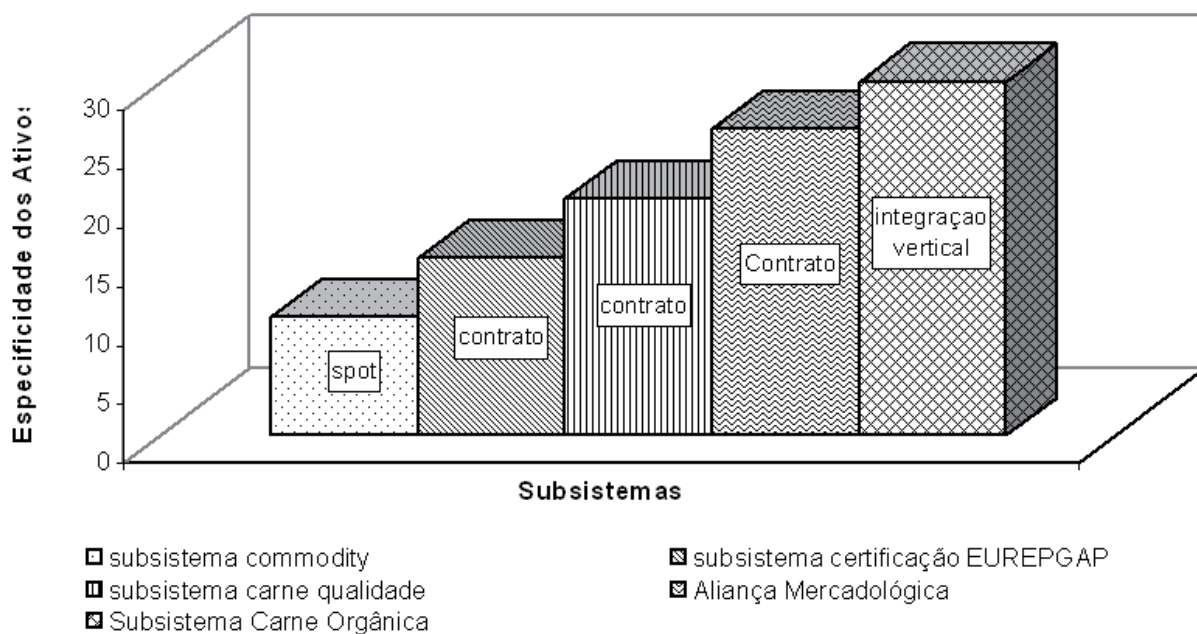 Especificidade dos Ativos
30
25
20
15
10
5
0
spot
contrato
contrato
Contrato
integraçao
vertical
Subsistemas
subsistema commodity
subsistema certificação EUREPGAP
subsistema carne qualidade
Aliança Mercadológica
Subsistema Carne Orgânica